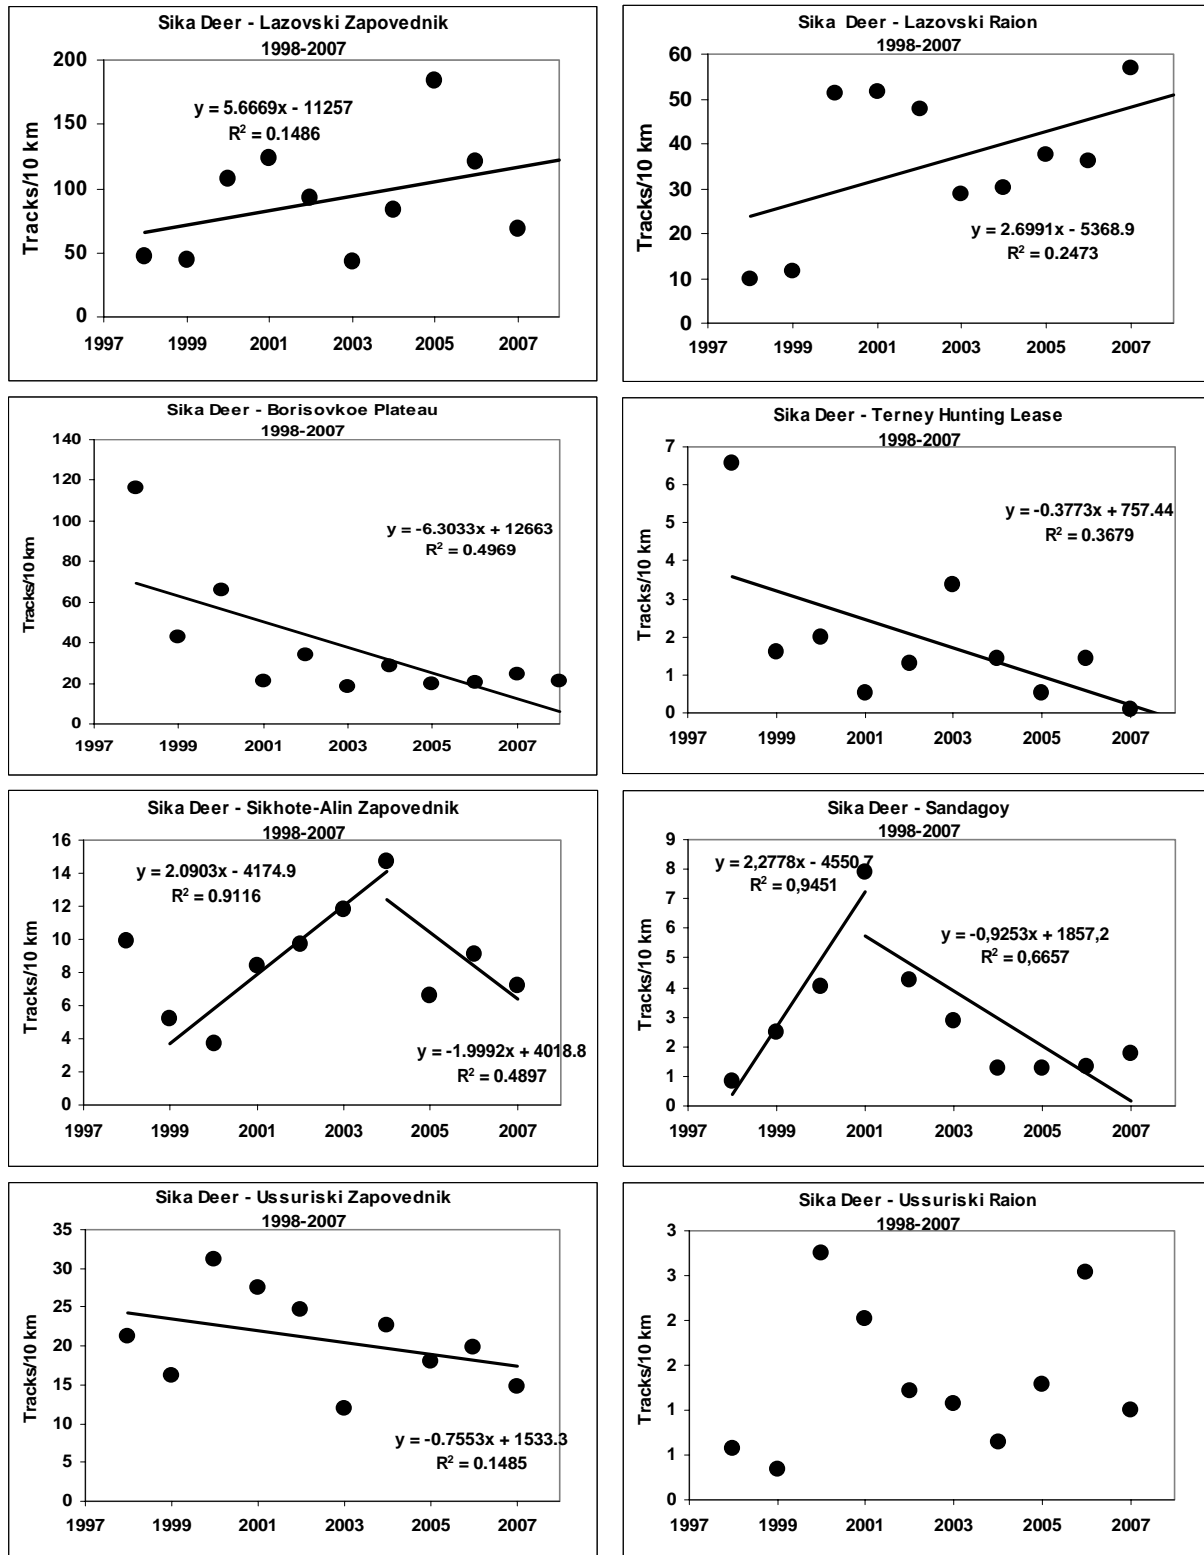 Sika Deer - Lazovski Zapovednik
1998-2007
200
150
100
50
0
Tracks/10 km
y = 5.6669x - 11257
R² = 0.1486
1997 1999 2001 2003 2005 2007
Sika Deer - Lazovski Raion
1998-2007
60
50
40
30
20
10
0
Tracks/10 km
y = 2.6991x - 5368.9
R² = 0.2473
1997 1999 2001 2003 2005 2007
Sika Deer - Borisovkoe Plateau
1998-2007
140
120
100
80
60
40
20
0
Tracks/10 km
y = -6.3033x + 12663
R² = 0.4969
1997 1999 2001 2003 2005 2007
Sika Deer - Terney Hunting Lease
1998-2007
7
6
5
4
3
2
1
0
Tracks/10 km
y = -0.3773x + 757.44
R² = 0.3679
1997 1999 2001 2003 2005 2007
Sika Deer - Sikhote-Alin Zapovednik
1998-2007
16
14
12
10
8
6
4
2
0
Tracks/10 km
y = 2.0903x - 4174.9
R² = 0.9116
y = -1.9992x + 4018.8
R² = 0.4897
1997 1999 2001 2003 2005 2007
Sika Deer - Sandagoy
1998-2007
9
8
7
6
5
4
3
2
1
0
Tracks/10 km
y = 2,2778x - 4550,7
R² = 0,9451
y = -0,9253x + 1857,2
R² = 0,6657
1997 1999 2001 2003 2005 2007
Sika Deer - Ussuriski Zapovednik
1998-2007
35
30
25
20
15
10
5
0
Tracks/10 km
y = -0.7553x + 1533.3
R² = 0.1485
1997 1999 2001 2003 2005 2007
Sika Deer - Ussuriski Raion
1998-2007
3
3
2
2
1
1
0
Tracks/10 km
1997 1999 2001 2003 2005 2007